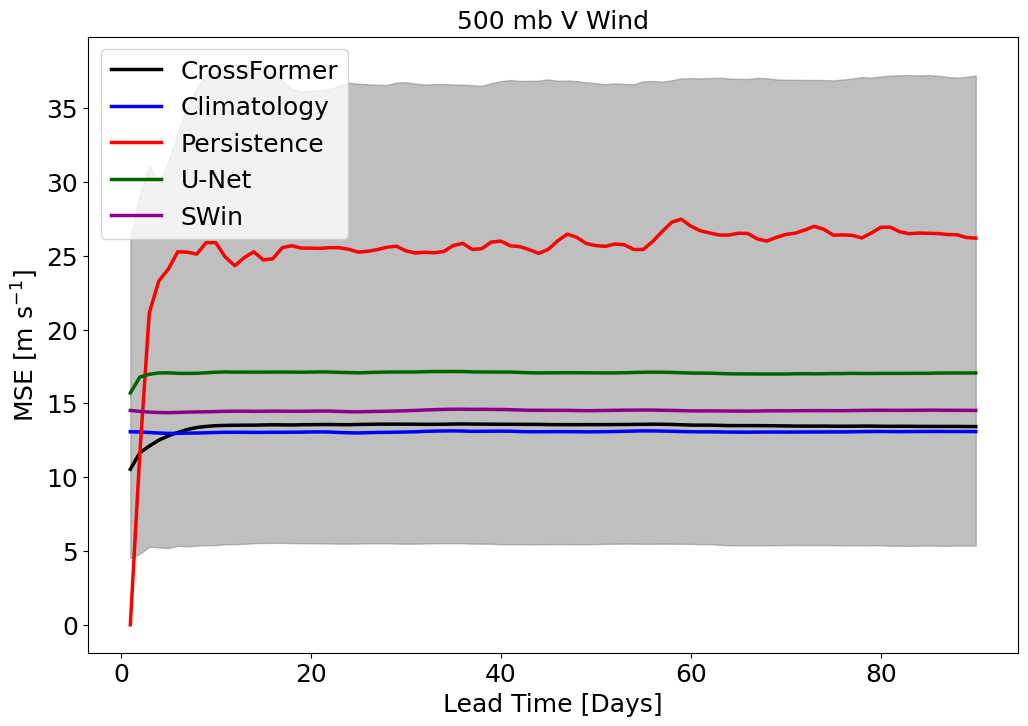 500 mb V Wind
CrossFormer
Climatology
Persistence
U-Net
SWin
MSE [m s⁻¹]
35
30
25
20
15
10
5
0
0 20 40 60 80
Lead Time [Days]